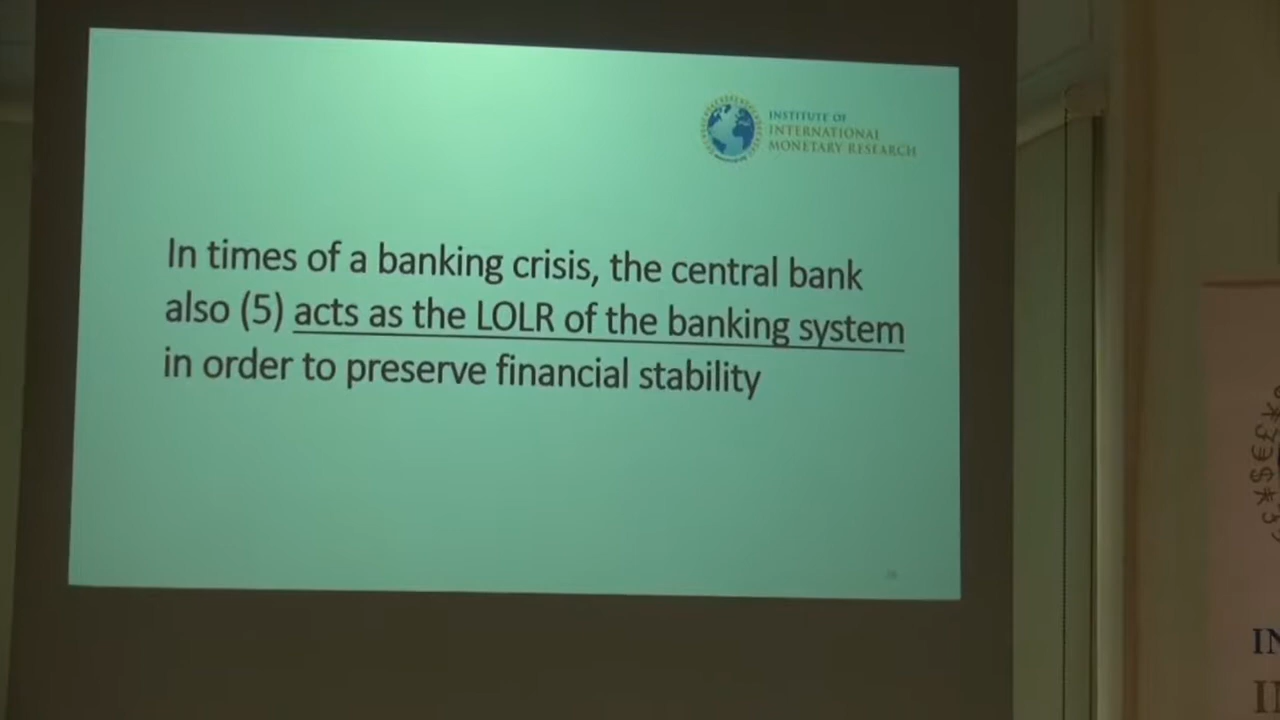 INSTITUTE OF
INTERNATIONAL
MONETARY RESEARCH
In times of a banking crisis, the central bank
also (5) acts as the LOLR of the banking system
in order to preserve financial stability